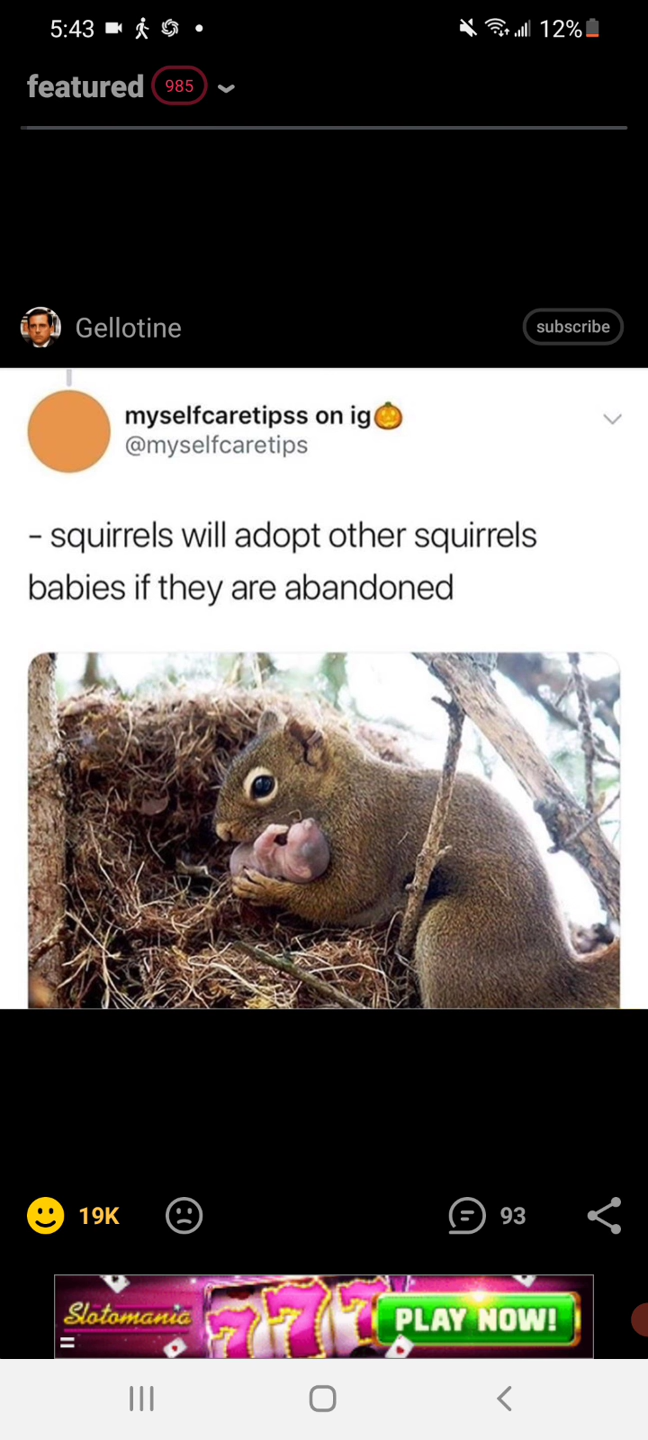 5:43 12%
featured 985
Gellotine subscribe
myselfcaretipss on ig🎃
@myselfcaretips
- squirrels will adopt other squirrels
babies if they are abandoned
19K 93
Slotomania 777 PLAY NOW!